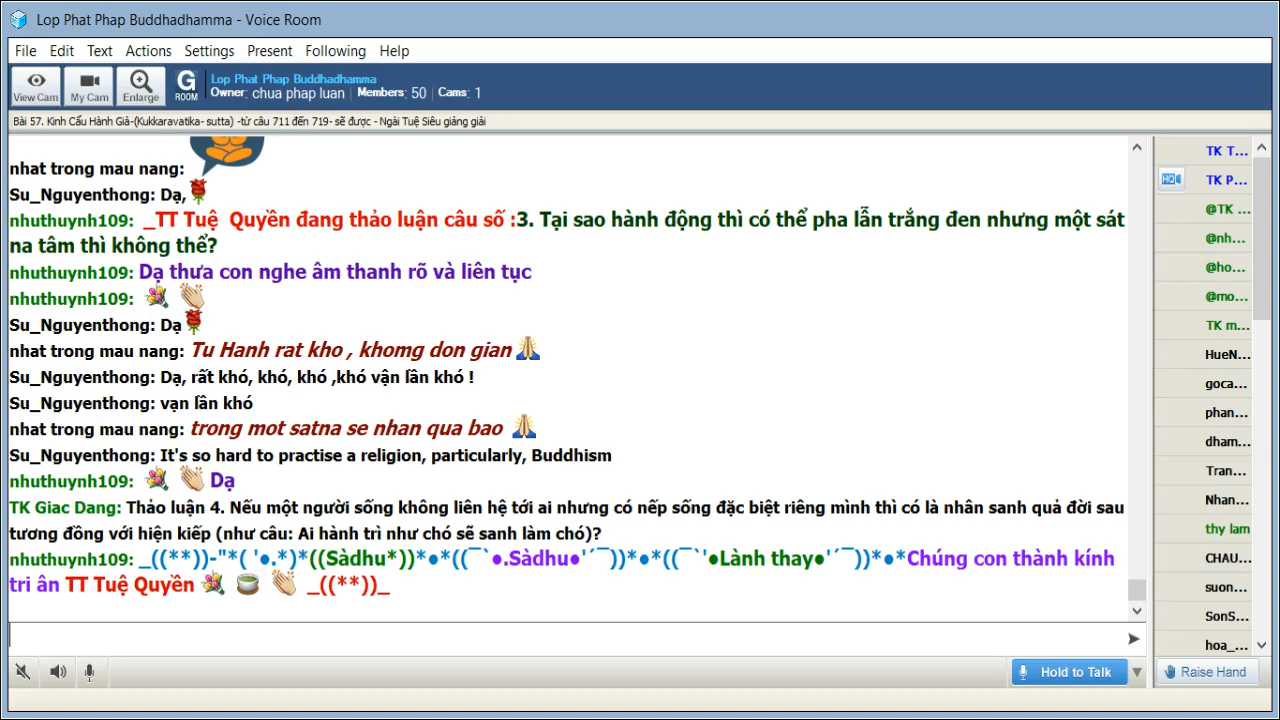 Lop Phat Phap Buddhadhamma - Voice Room
File Edit Text Actions Settings Present Following Help
View Cam My Cam Enlarge G ROOM Lop Phat Phap Buddhadhamma
Owner: chua phap luan Members: 50 Cams: 1
Bài 57. Kinh Cẩu Hành Giả-(Kukkaravatika- sutta) -từ câu 711 đến 719- sẽ được - Ngài Tuệ Siêu giảng giải
nhat trong mau nang:
Su_Nguyenthong: Dạ,
nhuthuynh109: _TT Tuệ Quyền đang thảo luận câu số :3. Tại sao hành động thì có thể pha lẫn trắng đen nhưng một sát
na tâm thì không thể?
nhuthuynh109: Dạ thưa con nghe âm thanh rõ và liên tục
nhuthuynh109: 💐 👏
Su_Nguyenthong: Dạ🌹
nhat trong mau nang: Tu Hanh rat kho , khomg don gian 🙏
Su_Nguyenthong: Dạ, rất khó, khó, khó ,khó vận lần khó !
Su_Nguyenthong: vạn lần khó
nhat trong mau nang: trong mot satna se nhan qua bao 🙏
Su_Nguyenthong: It's so hard to practise a religion, particularly, Buddhism
nhuthuynh109: 💐 👏 Dạ
TK Giac Dang: Thảo luận 4. Nếu một người sống không liên hệ tới ai nhưng có nếp sống đặc biệt riêng mình thì có là nhân sanh quả đời sau
tương đồng với hiện kiếp (như câu: Ai hành trì như chó sẽ sanh làm chó)?
nhuthuynh109: _((**))-"*( '●.*)*((Sàdhu*))*●*((¯`●.Sàdhu●'´¯))*●*((¯`'●Lành thay●'´¯))*●*Chúng con thành kính
tri ân TT Tuệ Quyền 💐 🍵 👏 _((**))_
TK T...
HQ TK P...
@TK ...
@nh...
@ho...
@mo...
TK m...
HueN...
goca...
phan...
dham...
Tran...
Nhan...
thy lam
CHAU...
suon...
SonS...
hoa_...
Hold to Talk Raise Hand